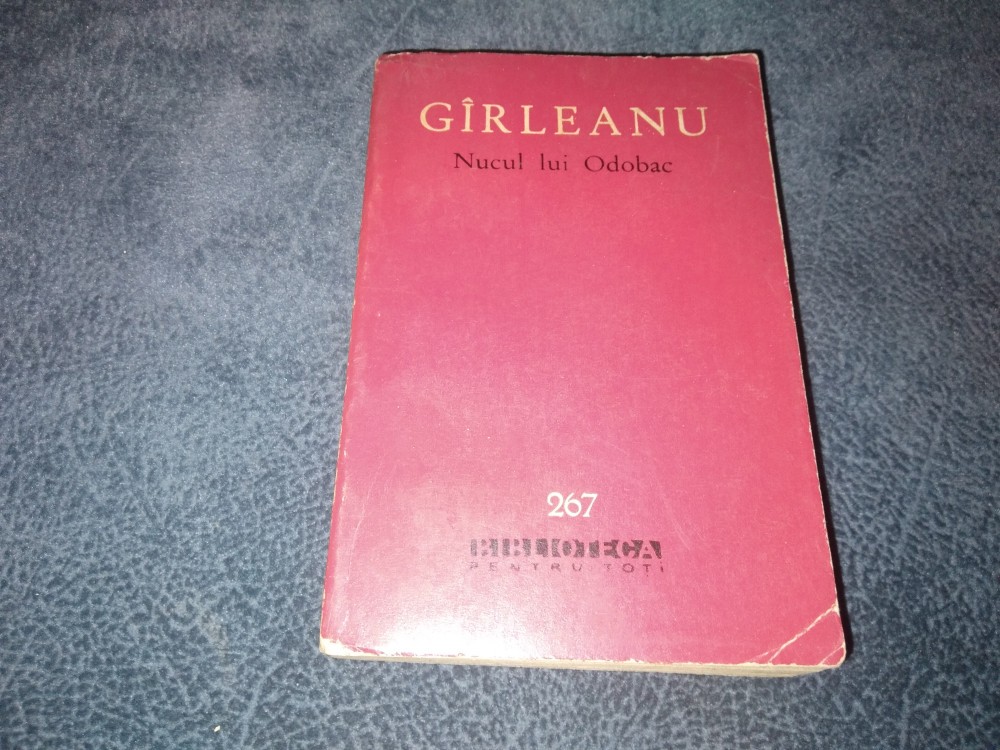 GÎRLEANU
Nucul lui Odobac
267
BIBLIOTECA
PENTRU TOȚI